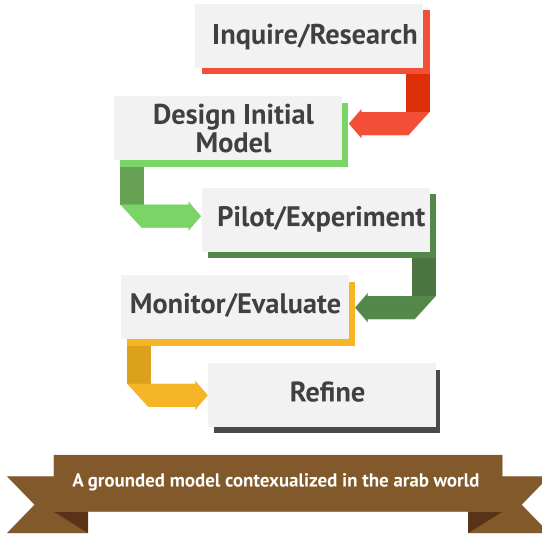 Inquire/Research
Design Initial
Model
Pilot/Experiment
Monitor/Evaluate
Refine
A grounded model contexualized in the arab world